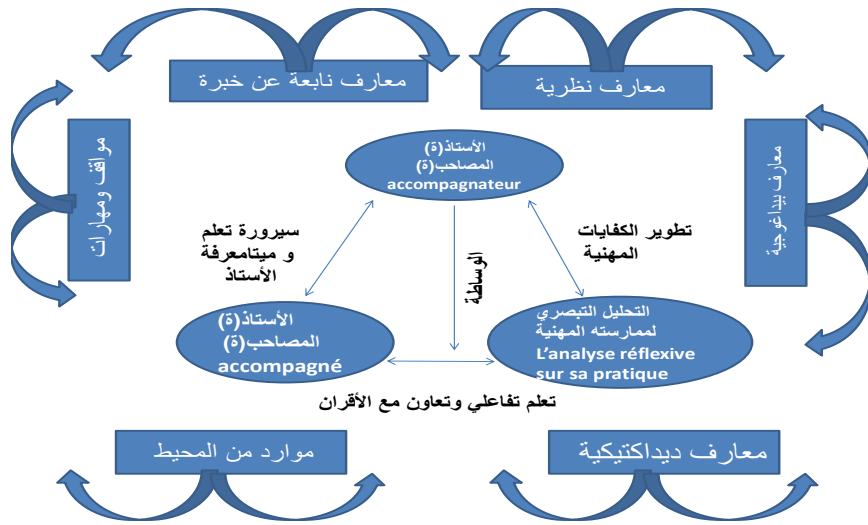 معارف نظرية
معارف نابعة عن خبرة
معارف بيداغوجية
مواقف ومهارات
الأستاذ(ة)
المصاحب(ة)
accompagnateur
تطوير الكفايات
المهنية
سيرورة تعلم
و ميتامعرفة
الأستاذ
الوساطة
التحليل التبصري
لممارسته المهنية
L'analyse réflexive
sur sa pratique
الأستاذ(ة)
المصاحب(ة)
accompagné
تعلم تفاعلي وتعاون مع الأقران
معارف ديداكتيكية
موارد من المحيط